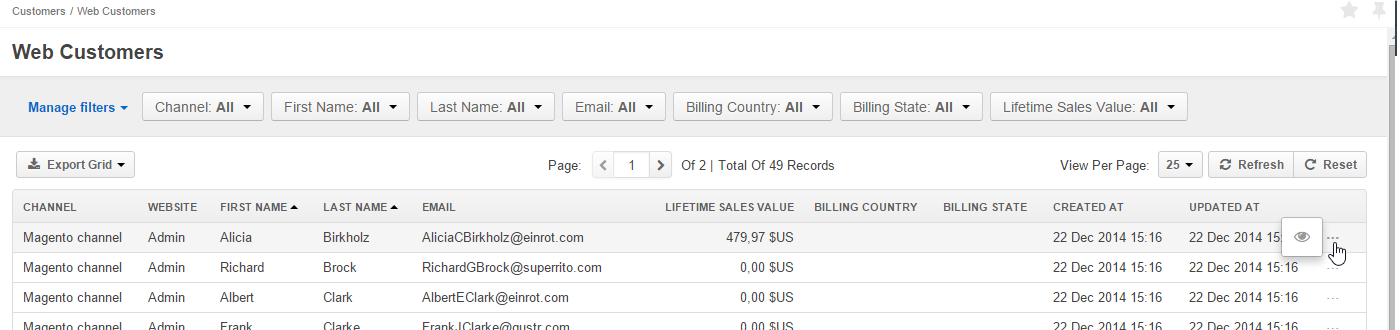 Customers / Web Customers
Web Customers
Manage filters Channel: All First Name: All Last Name: All Email: All Billing Country: All Billing State: All Lifetime Sales Value: All
Export Grid Page: 1 Of 2 | Total Of 49 Records View Per Page: 25 Refresh Reset
CHANNEL WEBSITE FIRST NAME LAST NAME EMAIL LIFETIME SALES VALUE BILLING COUNTRY BILLING STATE CREATED AT UPDATED AT
Magento channel Admin Alicia Birkholz AliciaCBirkholz@einrot.com 479,97 $US 22 Dec 2014 15:16 22 Dec 2014 15: ...
Magento channel Admin Richard Brock RichardGBrock@superrito.com 0,00 $US 22 Dec 2014 15:16 22 Dec 2014 15:16 ...
Magento channel Admin Albert Clark AlbertEClark@einrot.com 0,00 $US 22 Dec 2014 15:16 22 Dec 2014 15:16 ...
Magento channel Admin Frank Clarke FrankJClarke@gustr.com 0,00 $US 22 Dec 2014 15:16 22 Dec 2014 15:16 ...